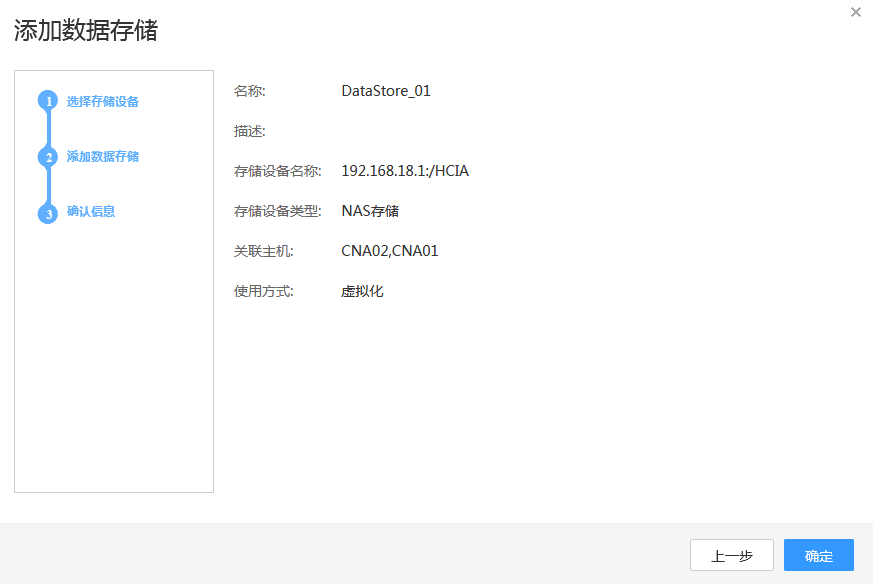 添加数据存储
1 选择存储设备
2 添加数据存储
3 确认信息
名称: DataStore_01
描述:
存储设备名称: 192.168.18.1:/HCIA
存储设备类型: NAS存储
关联主机: CNA02,CNA01
使用方式: 虚拟化
上一步 确定